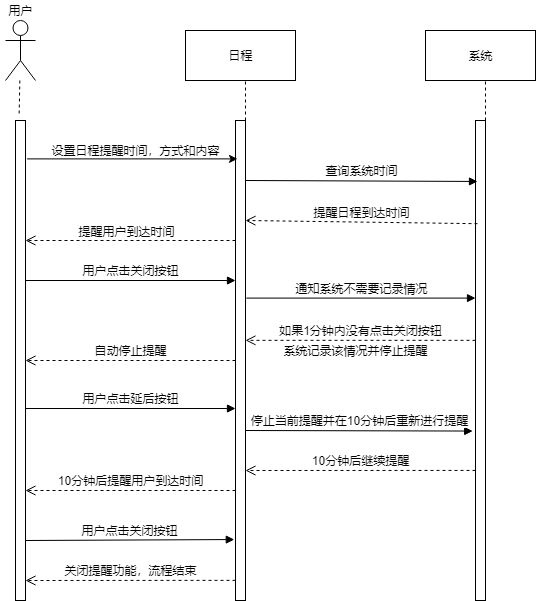 用户
日程
系统
设置日程提醒时间，方式和内容
查询系统时间
提醒日程到达时间
提醒用户到达时间
用户点击关闭按钮
通知系统不需要记录情况
如果1分钟内没有点击关闭按钮
系统记录该情况并停止提醒
自动停止提醒
用户点击延后按钮
停止当前提醒并在10分钟后重新进行提醒
10分钟后继续提醒
10分钟后提醒用户到达时间
用户点击关闭按钮
关闭提醒功能，流程结束